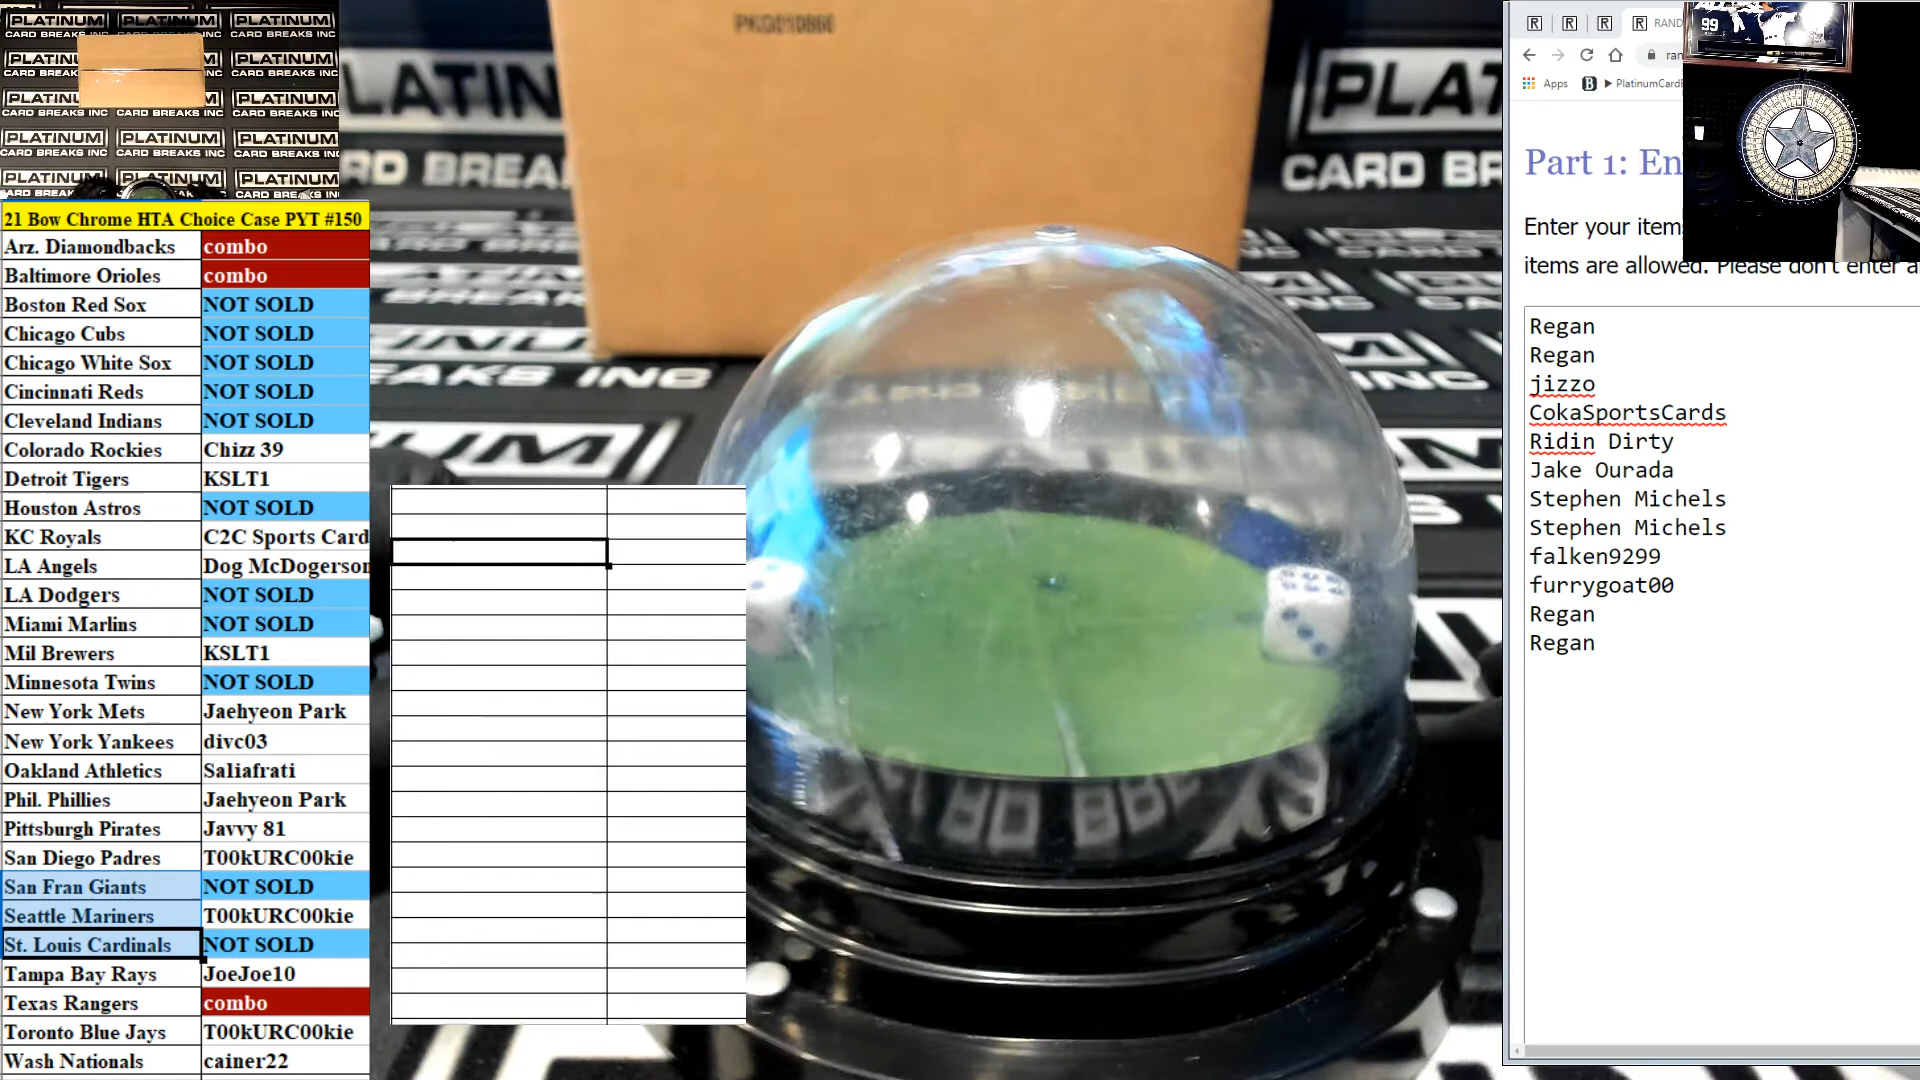 PLATINUM
CARD BREAKS INC
PKG010860
99
RAND
ran
Apps
PlatinumCardB
21 Bow Chrome HTA Choice Case PYT #150
Arz. Diamondbacks combo
Baltimore Orioles combo
Boston Red Sox NOT SOLD
Chicago Cubs NOT SOLD
Chicago White Sox NOT SOLD
Cincinnati Reds NOT SOLD
Cleveland Indians NOT SOLD
Colorado Rockies Chizz 39
Detroit Tigers KSLT1
Houston Astros NOT SOLD
KC Royals C2C Sports Card
LA Angels Dog McDogerson
LA Dodgers NOT SOLD
Miami Marlins NOT SOLD
Mil Brewers KSLT1
Minnesota Twins NOT SOLD
New York Mets Jaehyeon Park
New York Yankees divc03
Oakland Athletics Saliafrati
Phil. Phillies Jaehyeon Park
Pittsburgh Pirates Javvy 81
San Diego Padres T00kURC00kie
San Fran Giants NOT SOLD
Seattle Mariners T00kURC00kie
St. Louis Cardinals NOT SOLD
Tampa Bay Rays JoeJoe10
Texas Rangers combo
Toronto Blue Jays T00kURC00kie
Wash Nationals cainer22
Part 1: En
Enter your items
items are allowed. Please don't enter a
Regan
Regan
jizzo
CokaSportsCards
Ridin Dirty
Jake Ourada
Stephen Michels
Stephen Michels
falken9299
furrygoat00
Regan
Regan